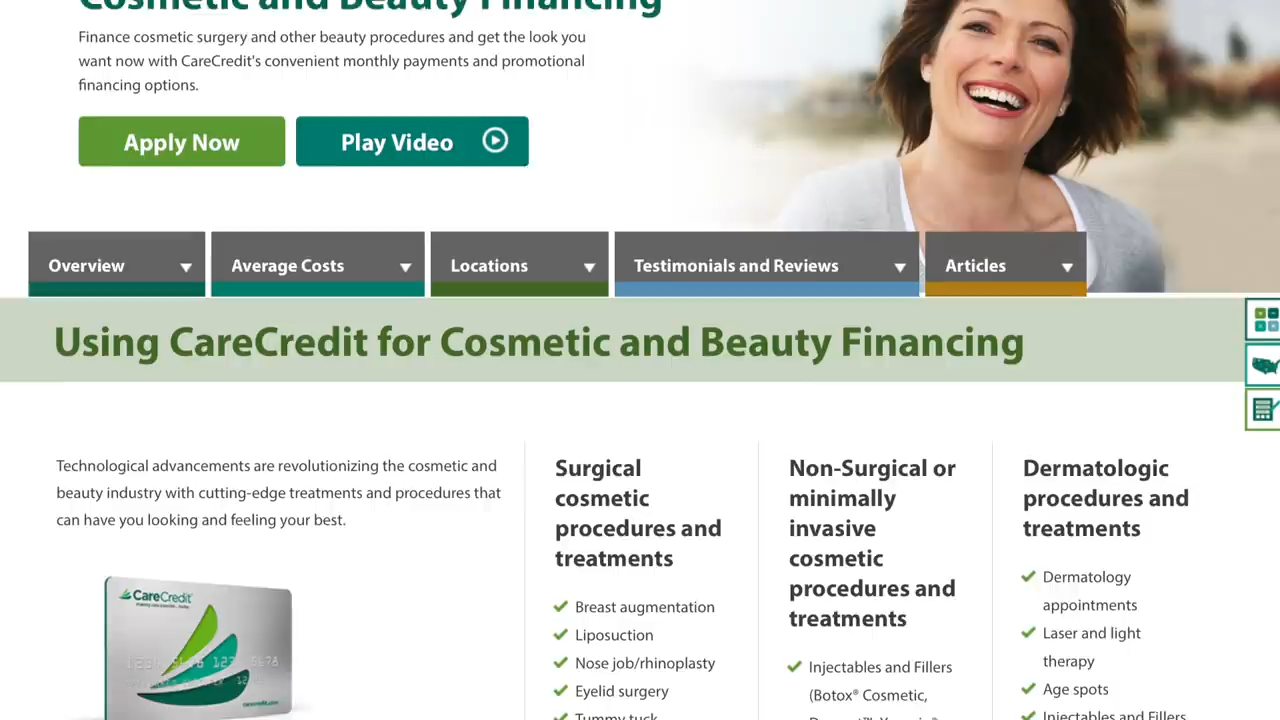 Cosmetic and Beauty Financing
Finance cosmetic surgery and other beauty procedures and get the look you
want now with CareCredit's convenient monthly payments and promotional
financing options.
Apply Now
Play Video
Overview
Average Costs
Locations
Testimonials and Reviews
Articles
Using CareCredit for Cosmetic and Beauty Financing
Technological advancements are revolutionizing the cosmetic and
beauty industry with cutting-edge treatments and procedures that
can have you looking and feeling your best.
CareCredit
carecredit.com
Surgical
cosmetic
procedures and
treatments
Breast augmentation
Liposuction
Nose job/rhinoplasty
Eyelid surgery
Tummy tuck
Non-Surgical or
minimally
invasive
cosmetic
procedures and
treatments
Injectables and Fillers
(Botox® Cosmetic,
Dermatologic
procedures and
treatments
Dermatology
appointments
Laser and light
therapy
Age spots
Injectables and Fillers